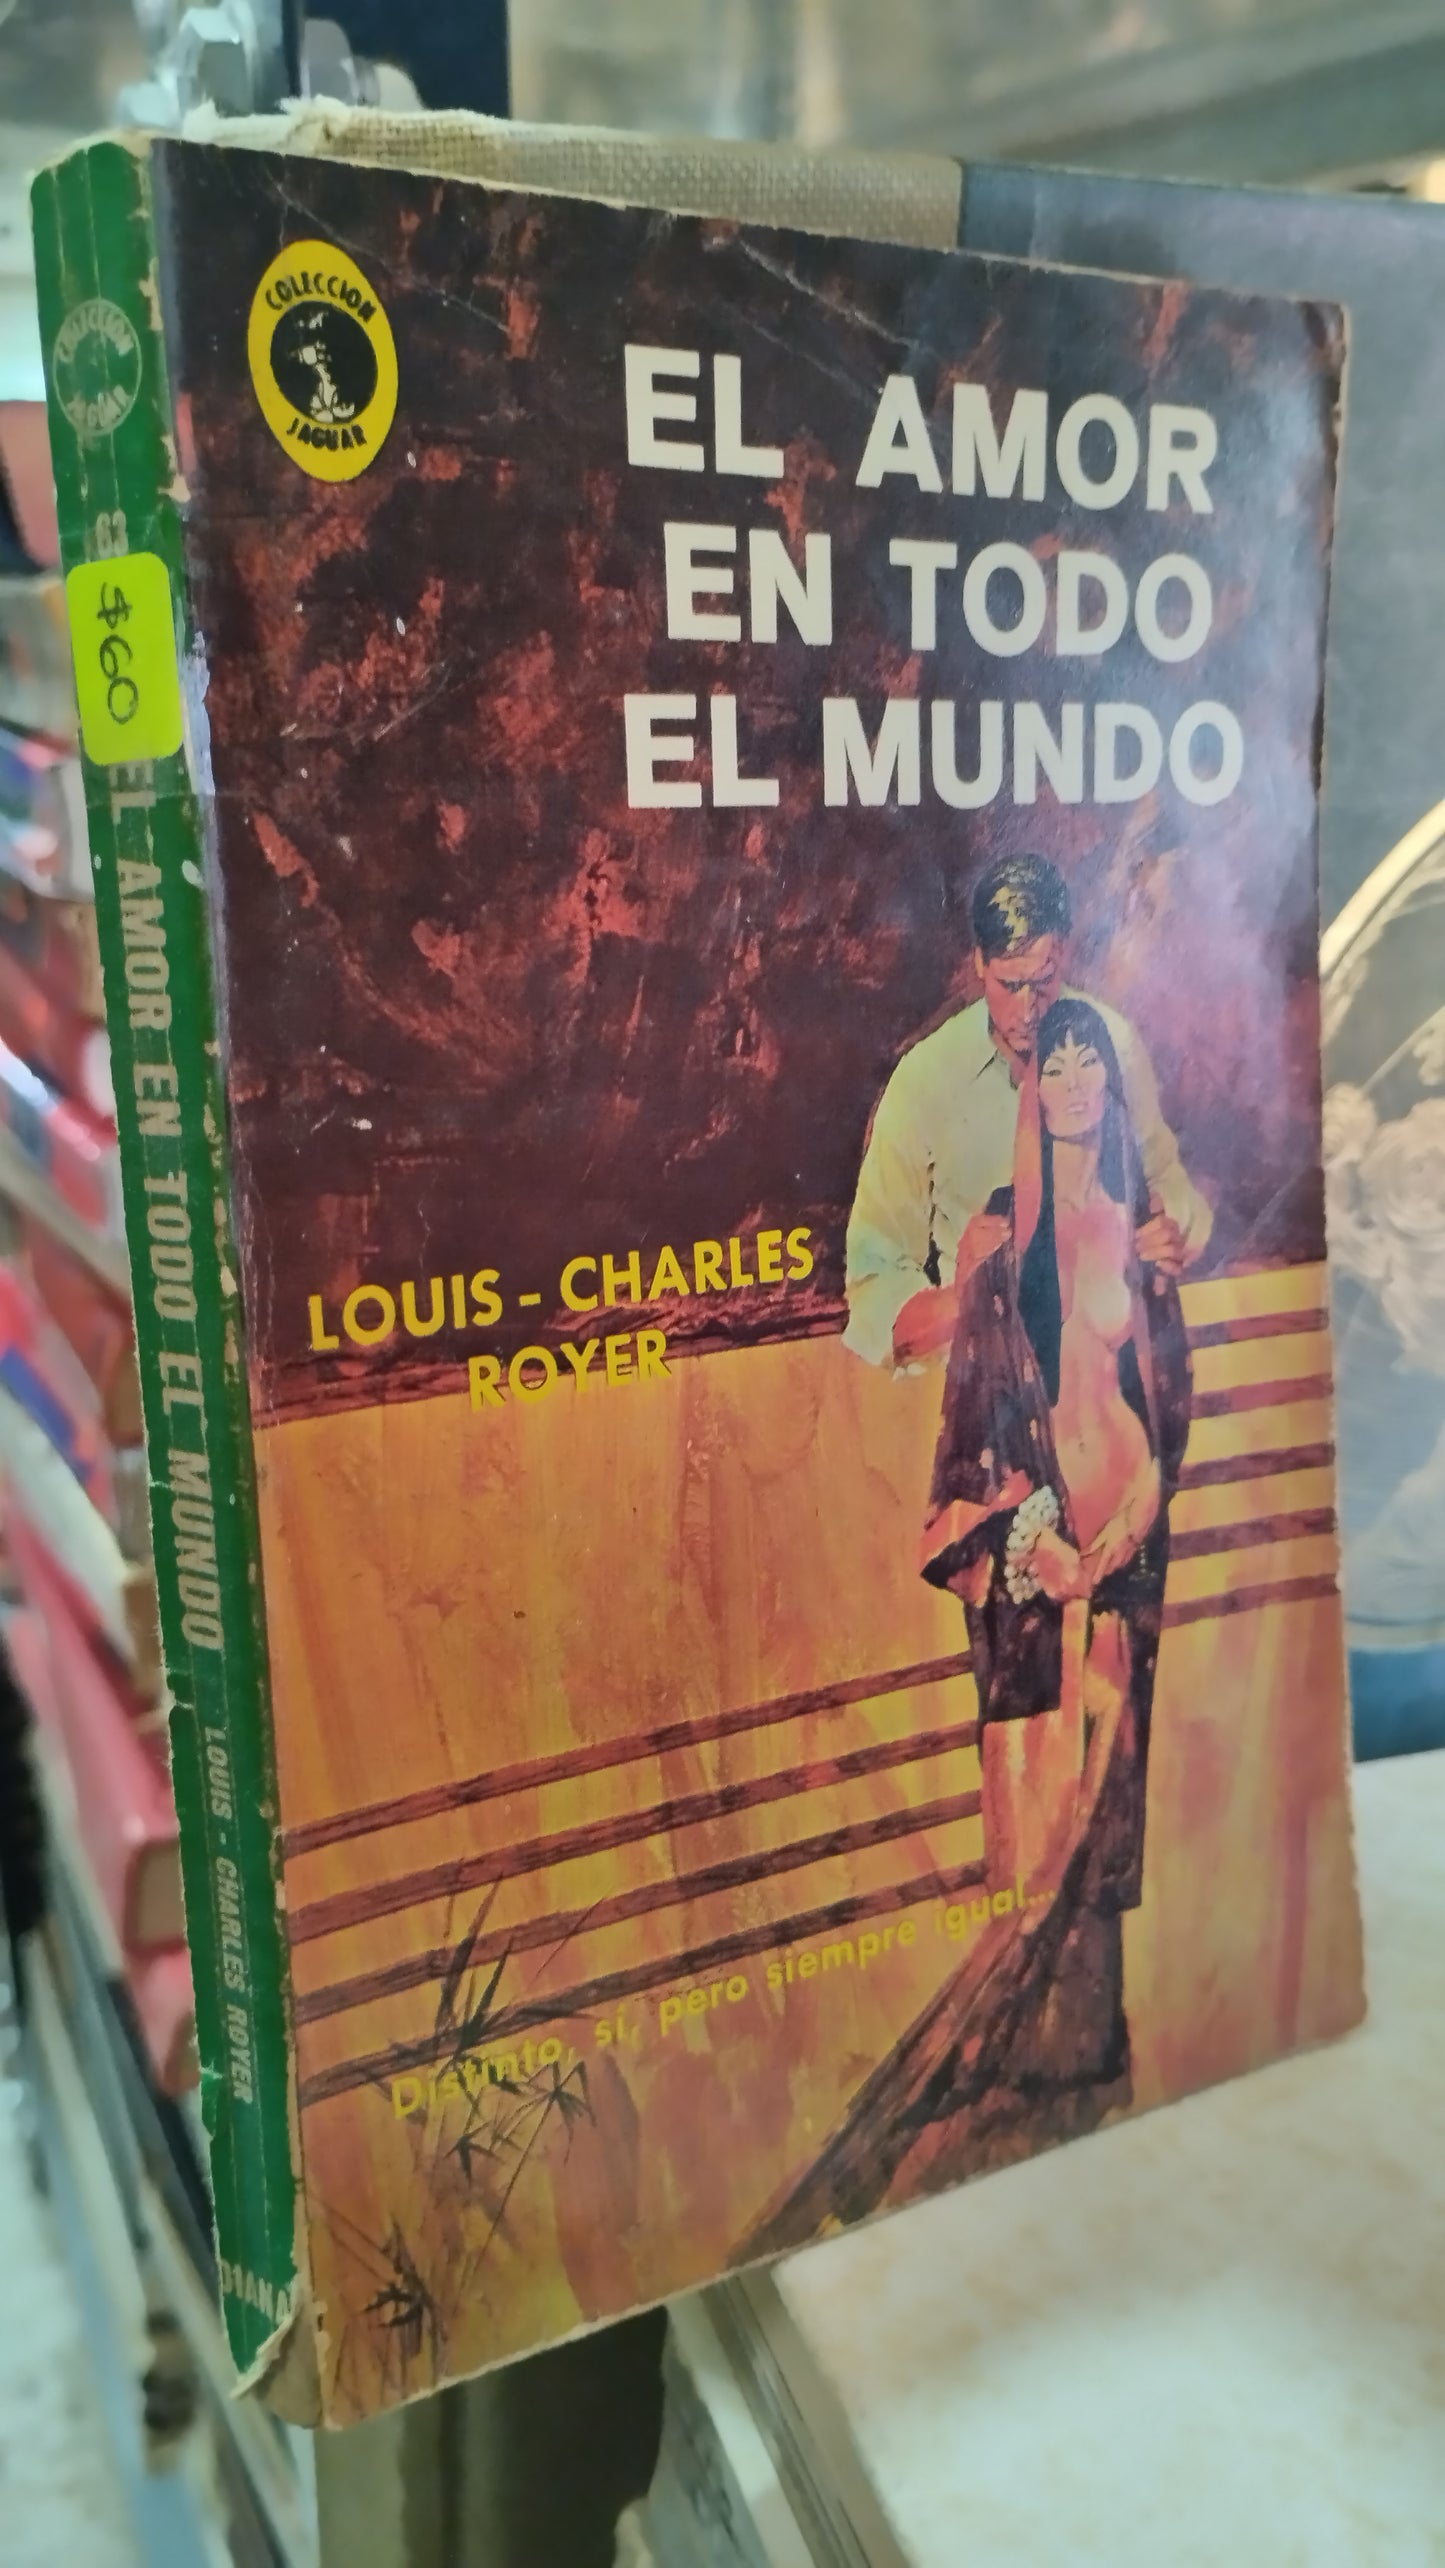 COLECCION
JAGUAR
EL AMOR
EN TODO
EL MUNDO
LOUIS - CHARLES
ROYER
Distinto, sí, pero siempre igual...
COLECCION
JAGUAR
63
$60
EL AMOR EN TODO EL MUNDO LOUIS - CHARLES ROYER
DIANA